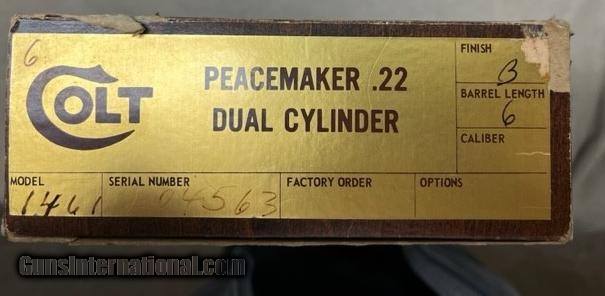 6
COLT
PEACEMAKER .22
DUAL CYLINDER
FINISH
B
BARREL LENGTH
6
CALIBER
MODEL
1461
SERIAL NUMBER
4563
FACTORY ORDER
OPTIONS
GunsInternational.com